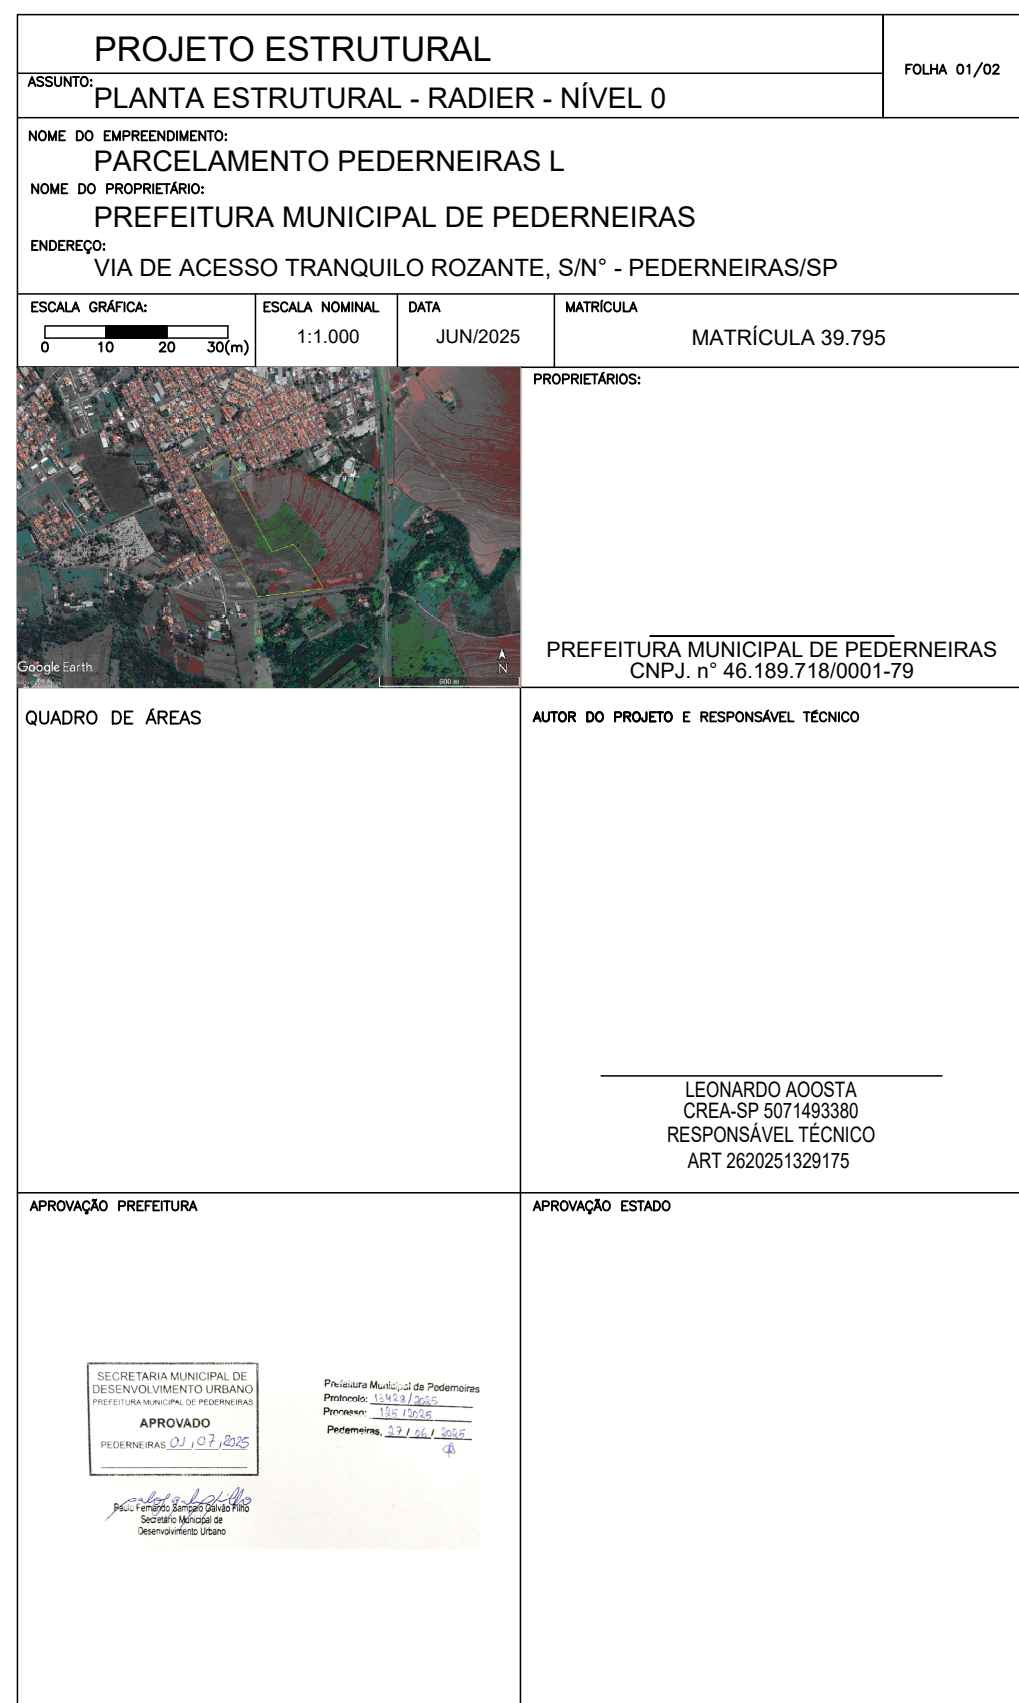 PROJETO ESTRUTURAL
FOLHA 01/02
ASSUNTO:
PLANTA ESTRUTURAL - RADIER - NÍVEL 0
NOME DO EMPREENDIMENTO:
PARCELAMENTO PEDERNEIRAS L
NOME DO PROPRIETÁRIO:
PREFEITURA MUNICIPAL DE PEDERNEIRAS
ENDEREÇO:
VIA DE ACESSO TRANQUILO ROZANTE, S/N° - PEDERNEIRAS/SP
ESCALA GRÁFICA:
0 10 20 30(m)
ESCALA NOMINAL
1:1.000
DATA
JUN/2025
MATRÍCULA
MATRÍCULA 39.795
Google Earth
600 m
N
PROPRIETÁRIOS:
PREFEITURA MUNICIPAL DE PEDERNEIRAS
CNPJ. n° 46.189.718/0001-79
QUADRO DE ÁREAS
AUTOR DO PROJETO E RESPONSÁVEL TÉCNICO
LEONARDO AOOSTA
CREA-SP 5071493380
RESPONSÁVEL TÉCNICO
ART 2620251329175
APROVAÇÃO PREFEITURA
SECRETARIA MUNICIPAL DE
DESENVOLVIMENTO URBANO
PREFEITURA MUNICIPAL DE PEDERNEIRAS
APROVADO
PEDERNEIRAS 01 / 07 / 2025
Paulo Fernando Sampaio Galvão Filho
Secretário Municipal de
Desenvolvimento Urbano
Prefeitura Municipal de Pederneiras
Protocolo: 13428/2025
Processo: 125 / 2025
Pederneiras, 27 / 06 / 2025
APROVAÇÃO ESTADO